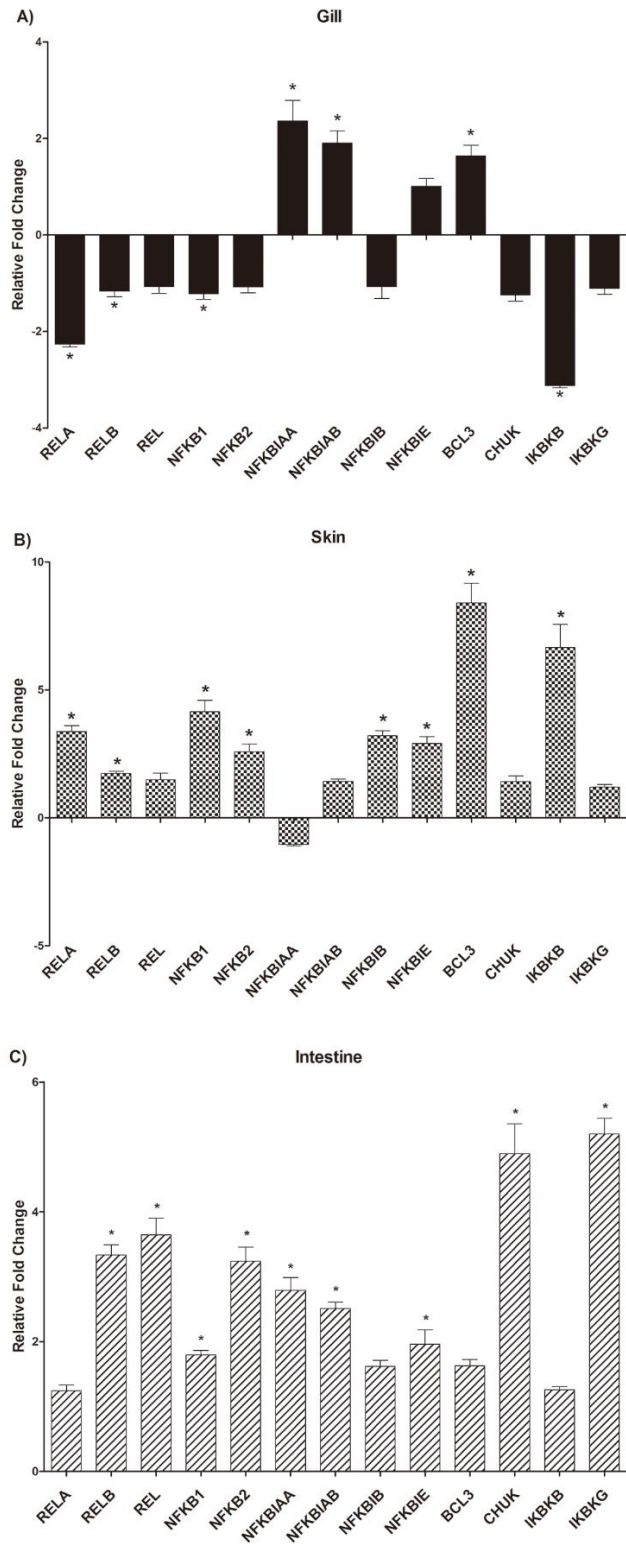 A)
Gill
Relative Fold Change
4
2
0
-2
-4
* * * * * * *
RELA RELB REL NFKB1 NFKB2 NFKBIAA NFKBIAB NFKBIB NFKBIE BCL3 CHUK IKBKB IKBKG
B)
Skin
Relative Fold Change
10
5
0
-5
* * * * * * * *
RELA RELB REL NFKB1 NFKB2 NFKBIAA NFKBIAB NFKBIB NFKBIE BCL3 CHUK IKBKB IKBKG
C)
Intestine
Relative Fold Change
6
4
2
0
* * * * * * * * *
RELA RELB REL NFKB1 NFKB2 NFKBIAA NFKBIAB NFKBIB NFKBIE BCL3 CHUK IKBKB IKBKG